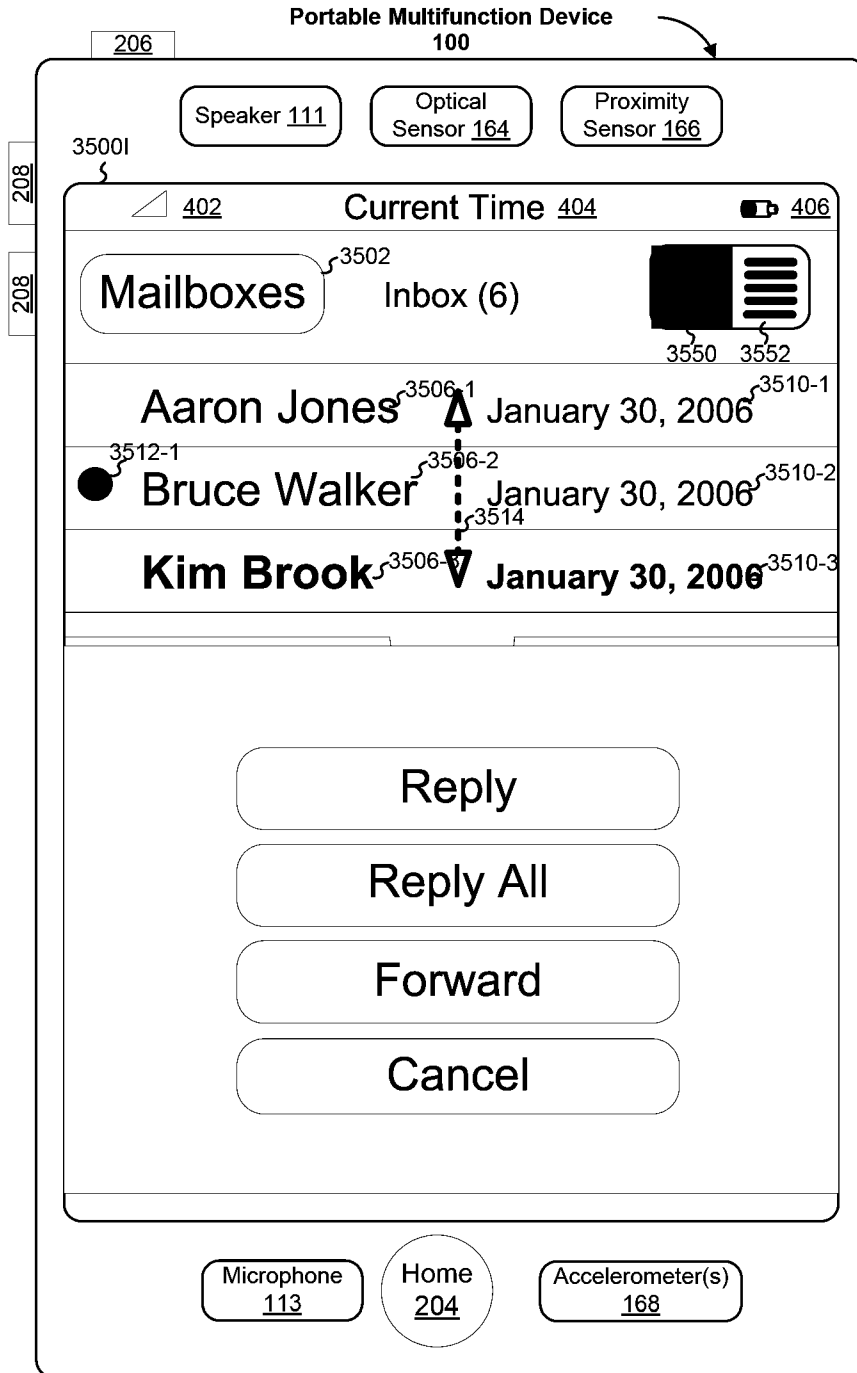 Portable Multifunction Device
100
206
Speaker 111
Optical
Sensor 164
Proximity
Sensor 166
208
208
3500I
402
Current Time 404
406
Mailboxes
3502
Inbox (6)
3550
3552
Aaron Jones
3506-1
January 30, 2006
3510-1
3512-1
Bruce Walker
3506-2
January 30, 2006
3510-2
3514
Kim Brook
3506-3
January 30, 2006
3510-3
Reply
Reply All
Forward
Cancel
Microphone
113
Home
204
Accelerometer(s)
168